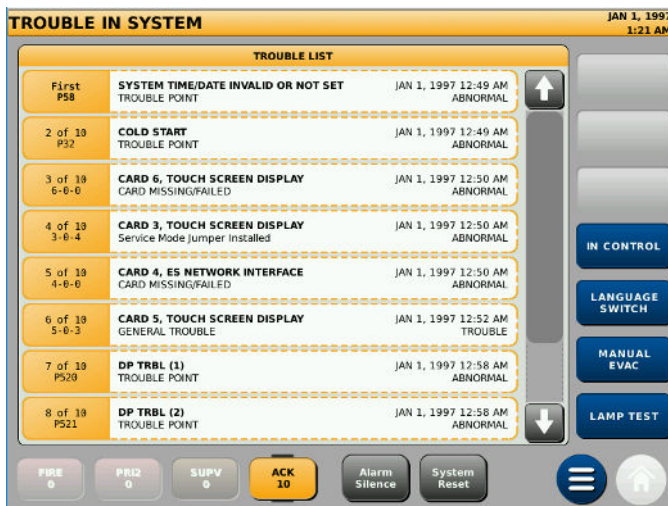 TROUBLE IN SYSTEM
JAN 1, 1997
1:21 AM
TROUBLE LIST
First
P58
SYSTEM TIME/DATE INVALID OR NOT SET
TROUBLE POINT
JAN 1, 1997 12:49 AM
ABNORMAL
2 of 10
P32
COLD START
TROUBLE POINT
JAN 1, 1997 12:49 AM
ABNORMAL
3 of 10
6-0-0
CARD 6, TOUCH SCREEN DISPLAY
CARD MISSING/FAILED
JAN 1, 1997 12:50 AM
ABNORMAL
4 of 10
3-0-4
CARD 3, TOUCH SCREEN DISPLAY
Service Mode Jumper Installed
JAN 1, 1997 12:50 AM
ABNORMAL
5 of 10
4-0-0
CARD 4, ES NETWORK INTERFACE
CARD MISSING/FAILED
JAN 1, 1997 12:50 AM
ABNORMAL
6 of 10
5-0-3
CARD 5, TOUCH SCREEN DISPLAY
GENERAL TROUBLE
JAN 1, 1997 12:52 AM
TROUBLE
7 of 10
P520
DP TRBL (1)
TROUBLE POINT
JAN 1, 1997 12:58 AM
ABNORMAL
8 of 10
P521
DP TRBL (2)
TROUBLE POINT
JAN 1, 1997 12:58 AM
ABNORMAL
IN CONTROL
LANGUAGE
SWITCH
MANUAL
EVAC
LAMP TEST
FIRE
0
PRI2
0
SUPV
0
ACK
10
Alarm
Silence
System
Reset